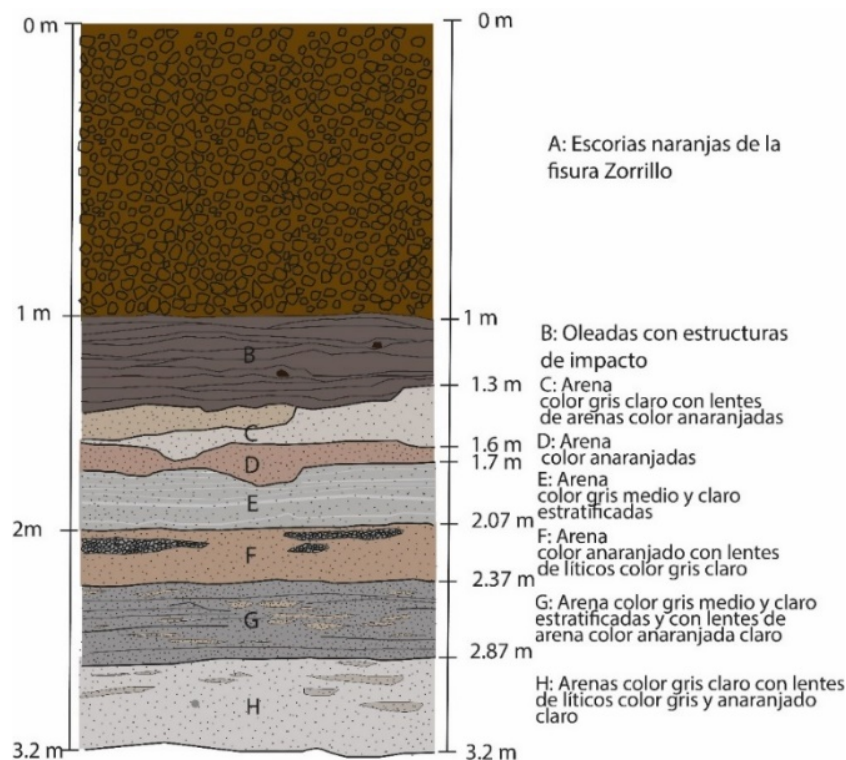 0 m
0 m
A
A: Escorias naranjas de la
fisura Zorrillo
1 m
1 m
B
B: Oleadas con estructuras
de impacto
1.3 m
C: Arena
color gris claro con lentes
de arenas color anaranjadas
C
1.6 m
D: Arena
color anaranjadas
D
1.7 m
E: Arena
color gris medio y claro
estratificadas
E
2m
2.07 m
F: Arena
color anaranjado con lentes
de líticos color gris claro
F
2.37 m
G: Arena color gris medio y claro
estratificadas y con lentes de
arena color anaranjada claro
G
2.87 m
H: Arenas color gris claro con lentes
de líticos color gris y anaranjado
claro
H
3.2 m
3.2 m